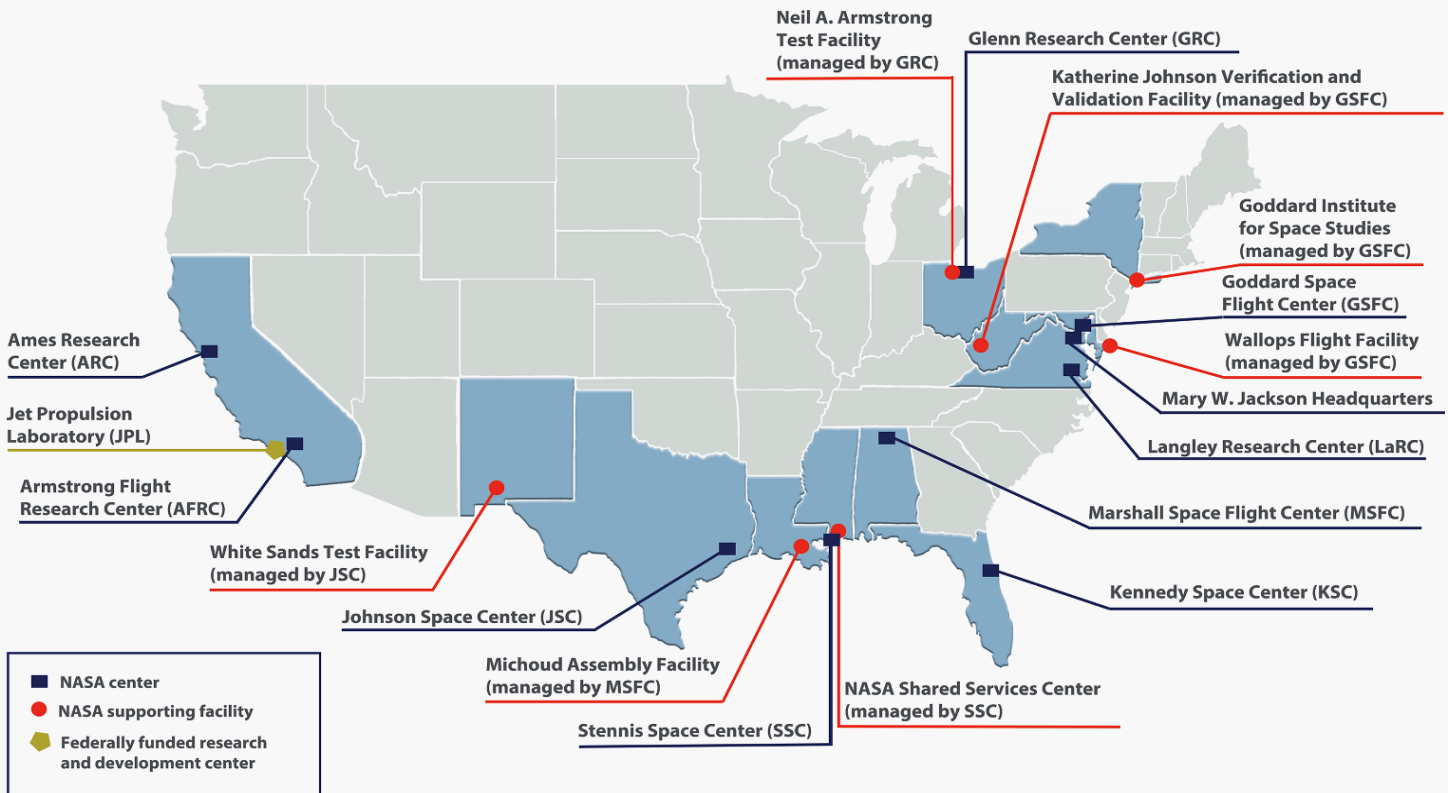 Neil A. Armstrong
Test Facility
(managed by GRC)
Glenn Research Center (GRC)
Katherine Johnson Verification and
Validation Facility (managed by GSFC)
Goddard Institute
for Space Studies
(managed by GSFC)
Goddard Space
Flight Center (GSFC)
Wallops Flight Facility
(managed by GSFC)
Mary W. Jackson Headquarters
Langley Research Center (LaRC)
Marshall Space Flight Center (MSFC)
Kennedy Space Center (KSC)
Ames Research
Center (ARC)
Jet Propulsion
Laboratory (JPL)
Armstrong Flight
Research Center (AFRC)
White Sands Test Facility
(managed by JSC)
Johnson Space Center (JSC)
Michoud Assembly Facility
(managed by MSFC)
Stennis Space Center (SSC)
NASA Shared Services Center
(managed by SSC)
NASA center
NASA supporting facility
Federally funded research
and development center